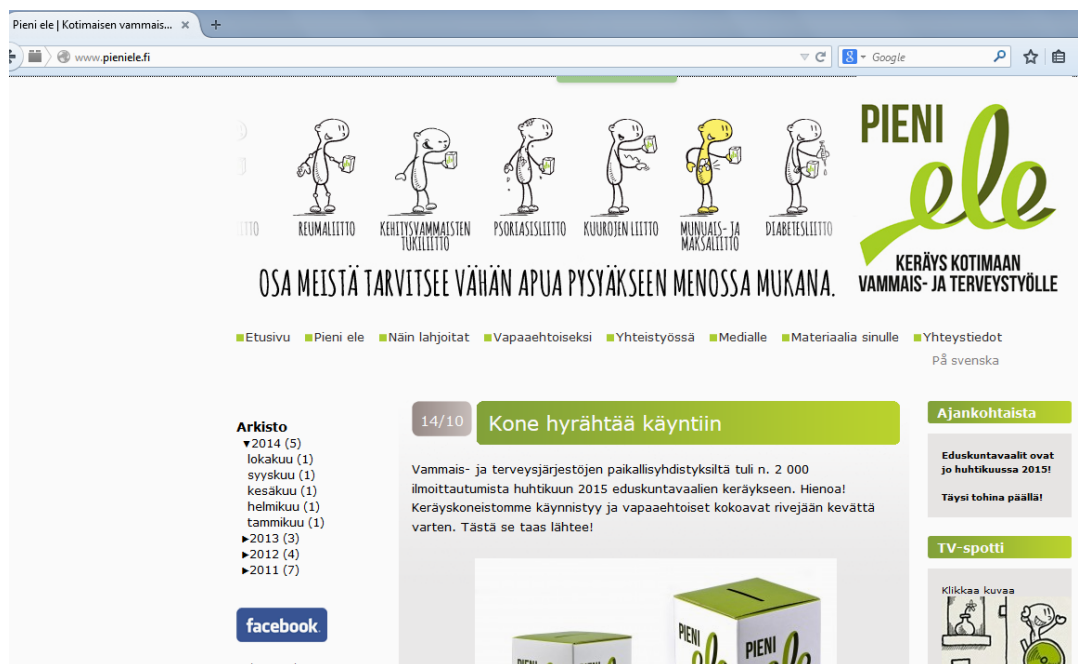 Pieni ele | Kotimaisen vammais...
www.pieniele.fi
Google
REUMALIITTO
KEHITYSVAMMAISTEN TUKILIITTO
PSORIASISLIITTO
KUUROJEN LIITTO
MUNUAIS- JA MAKSALIITTO
DIABETESLIITTO
OSA MEISTÄ TARVITSEE VÄHÄN APUA PYSYÄKSEEN MENOSSA MUKANA.
PIENI
ele
KERÄYS KOTIMAAN
VAMMAIS- JA TERVEYSTYÖLLE
Etusivu Pieni ele Näin lahjoitat Vapaaehtoiseksi Yhteistyössä Medialle Materiaalia sinulle Yhteystiedot
På svenska
Arkisto
▼2014 (5)
lokakuu (1)
syyskuu (1)
kesäkuu (1)
helmikuu (1)
tammikuu (1)
►2013 (3)
►2012 (4)
►2011 (7)
facebook
14/10 Kone hyrähtää käyntiin
Vammais- ja terveysjärjestöjen paikallisyhdistyksiltä tuli n. 2 000
ilmoittautumista huhtikuun 2015 eduskuntavaalien keräykseen. Hienoa!
Keräyskoneistomme käynnistyy ja vapaaehtoiset kokoavat rivejään kevättä
varten. Tästä se taas lähtee!
PIENI
PIENI
Ajankohtaista
Eduskuntavaalit ovat
jo huhtikuussa 2015!
Täysi tohina päällä!
TV-spotti
Klikkaa kuvaa